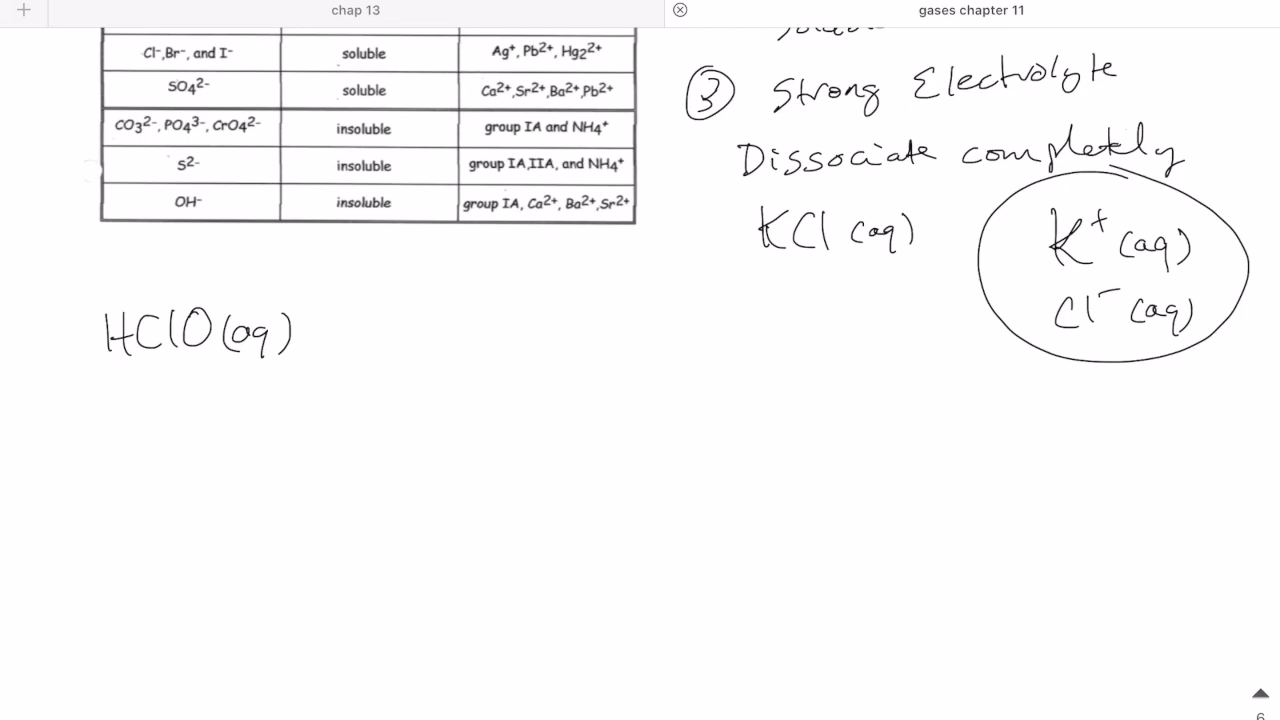 chap 13
gases chapter 11
Cl⁻,Br⁻, and I⁻ soluble Ag⁺, Pb²⁺, Hg₂²⁺
SO₄²⁻ soluble Ca²⁺,Sr²⁺,Ba²⁺,Pb²⁺
CO₃²⁻, PO₄³⁻, CrO₄²⁻ insoluble group IA and NH₄⁺
S²⁻ insoluble group IA,IIA, and NH₄⁺
OH⁻ insoluble group IA, Ca²⁺, Ba²⁺,Sr²⁺
HClO(aq)
③ Strong Electrolyte
Dissociate completely
KCl (aq) K⁺ (aq)
Cl⁻ (aq)